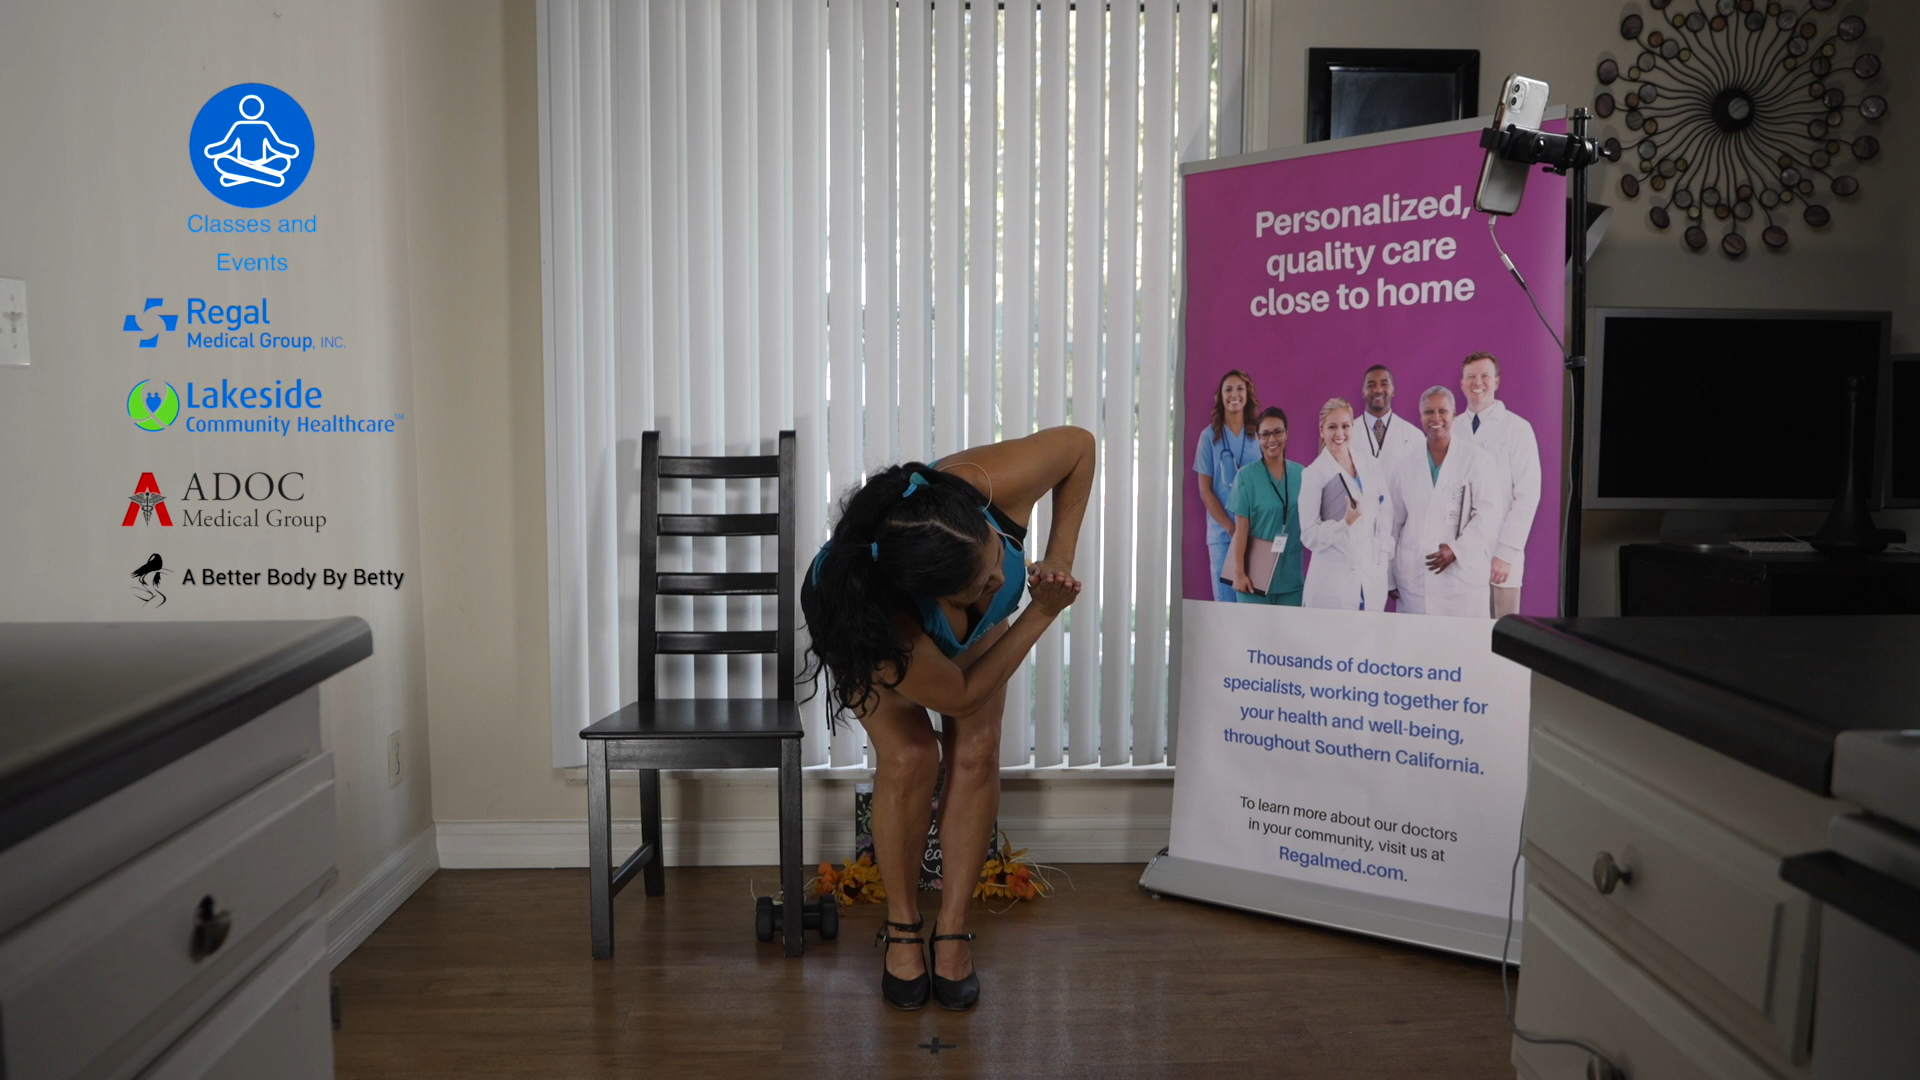 Classes and
Events
Regal
Medical Group, INC.
Lakeside
Community Healthcare™
ADOC
Medical Group
A Better Body By Betty
Personalized,
quality care
close to home
Thousands of doctors and
specialists, working together for
your health and well-being,
throughout Southern California.
To learn more about our doctors
in your community, visit us at
Regalmed.com.